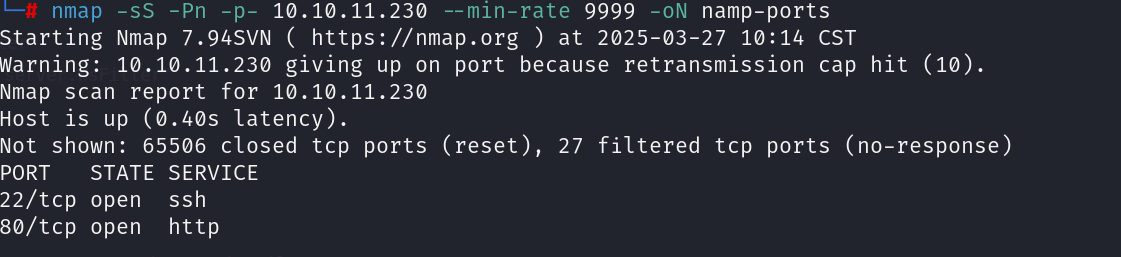 └─# nmap -sS -Pn -p- 10.10.11.230 --min-rate 9999 -oN namp-ports
Starting Nmap 7.94SVN ( https://nmap.org ) at 2025-03-27 10:14 CST
Warning: 10.10.11.230 giving up on port because retransmission cap hit (10).
Nmap scan report for 10.10.11.230
Host is up (0.40s latency).
Not shown: 65506 closed tcp ports (reset), 27 filtered tcp ports (no-response)
PORT   STATE SERVICE
22/tcp open  ssh
80/tcp open  http